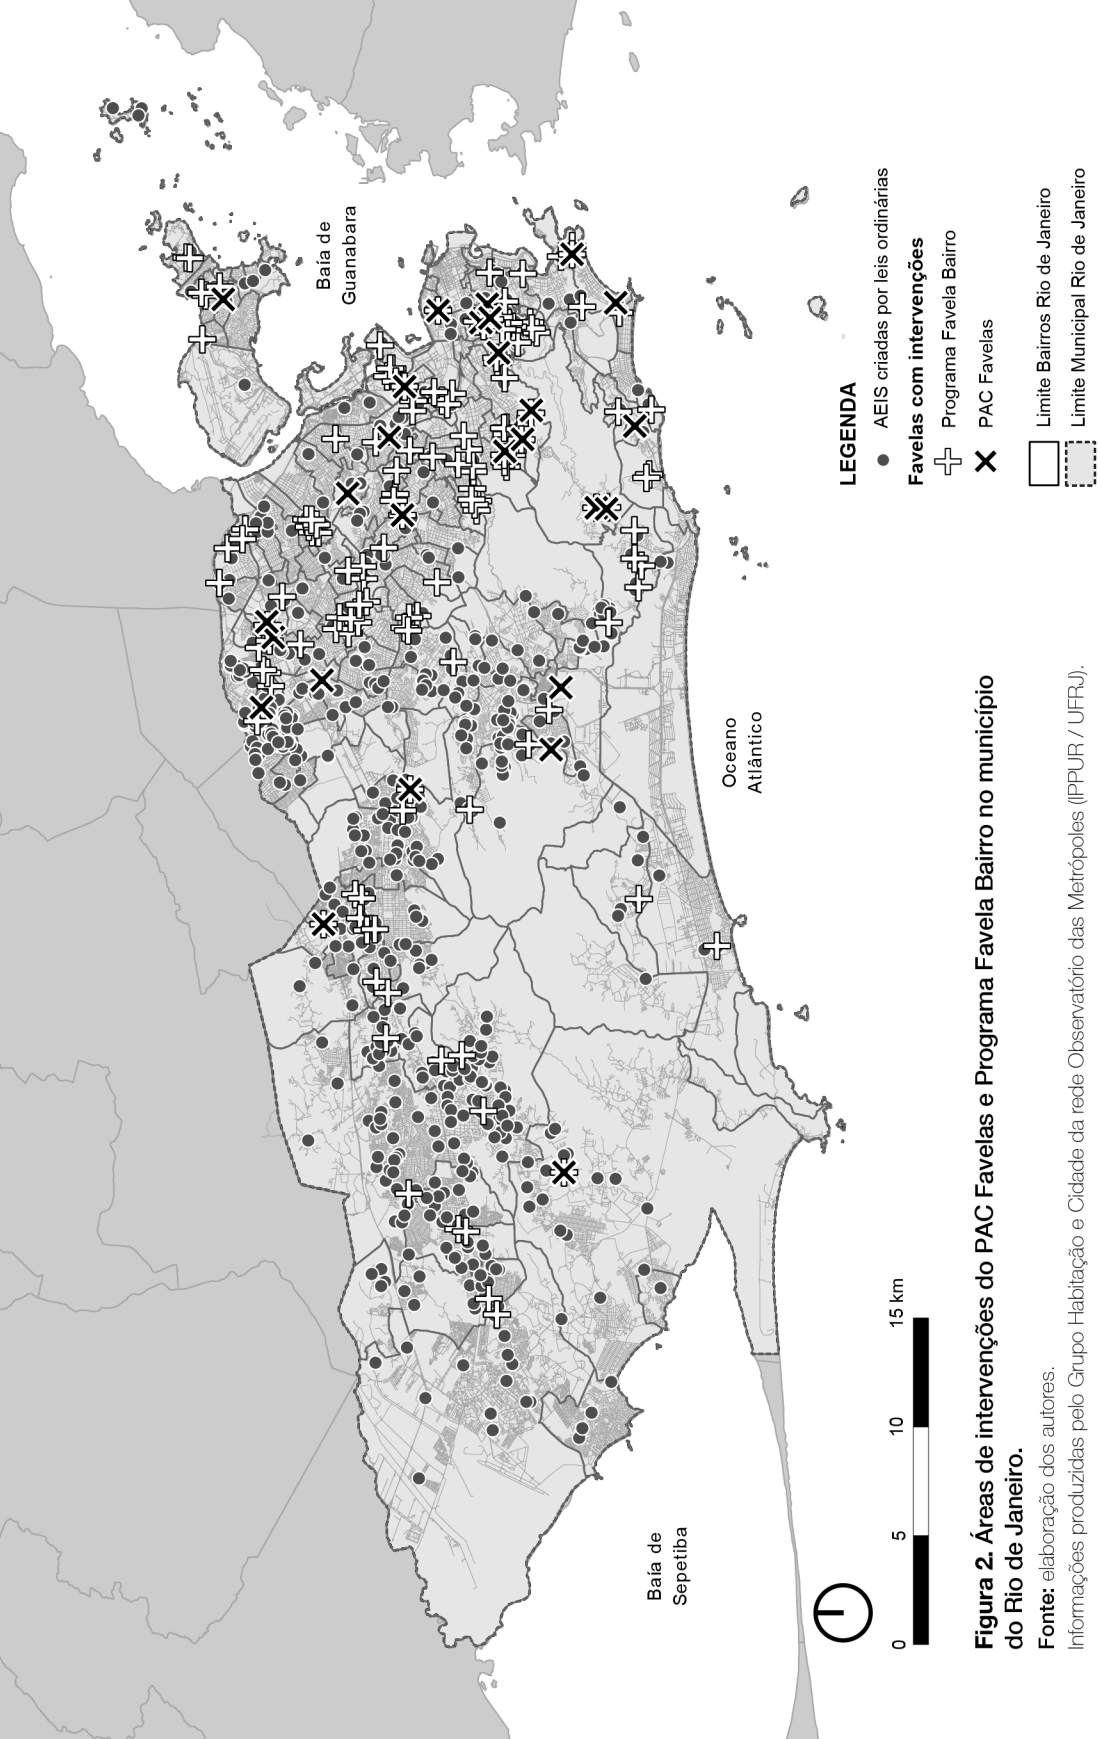 Baía de
Guanabara
Oceano
Atlântico
Baía de
Sepetiba
LEGENDA
AEIS criadas por leis ordinárias
Favelas com intervenções
Programa Favela Bairro
PAC Favelas
Limite Bairros Rio de Janeiro
Limite Municipal Rio de Janeiro
0 5 10 15 km
Figura 2. Áreas de intervenções do PAC Favelas e Programa Favela Bairro no município
do Rio de Janeiro.
Fonte: elaboração dos autores.
Informações produzidas pelo Grupo Habitação e Cidade da rede Observatório das Metrópoles (IPPUR / UFRJ).